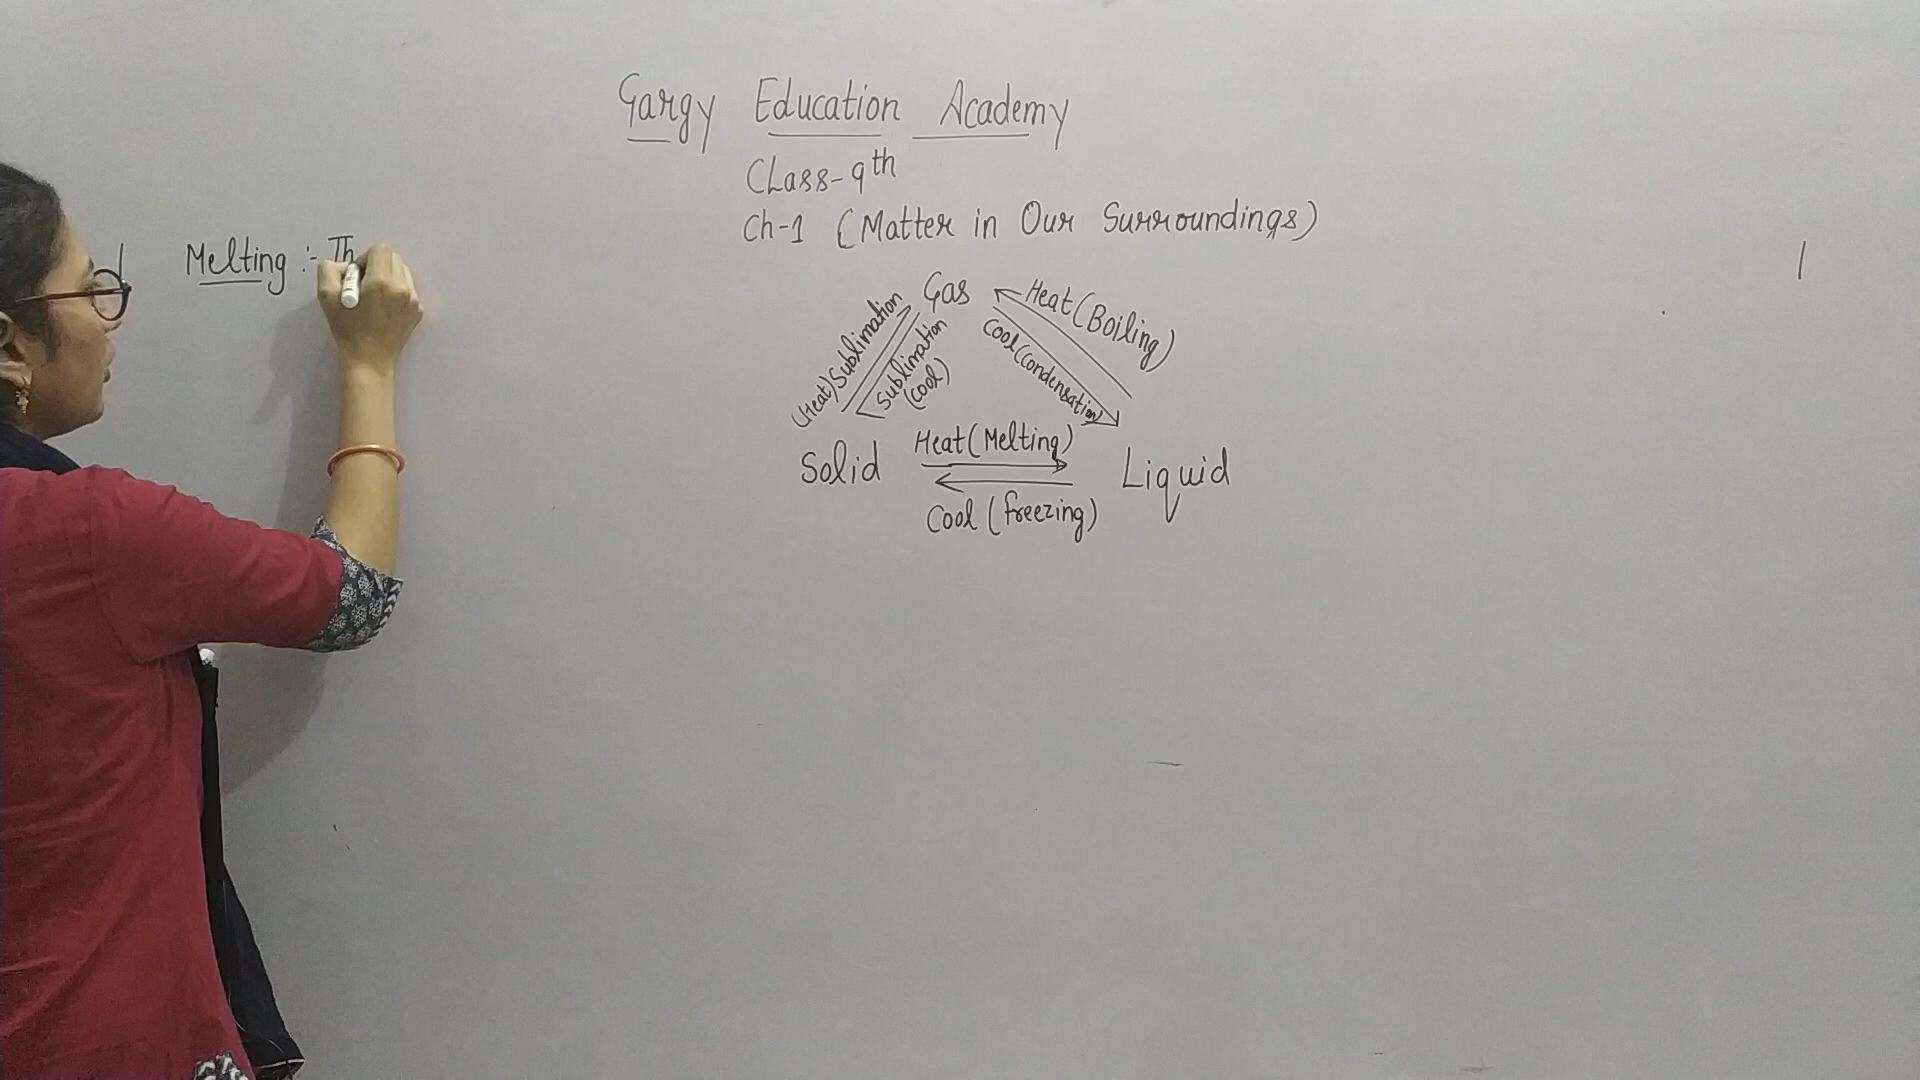 Gargy Education Academy
Class-9th
Ch-1 (Matter in Our Surroundings)
Melting :- Th
Gas
Heat (Boiling)
Cool (Condensation)
(Heat) Sublimation
Sublimation
(Cool)
Heat (Melting)
Solid
Liquid
Cool (freezing)